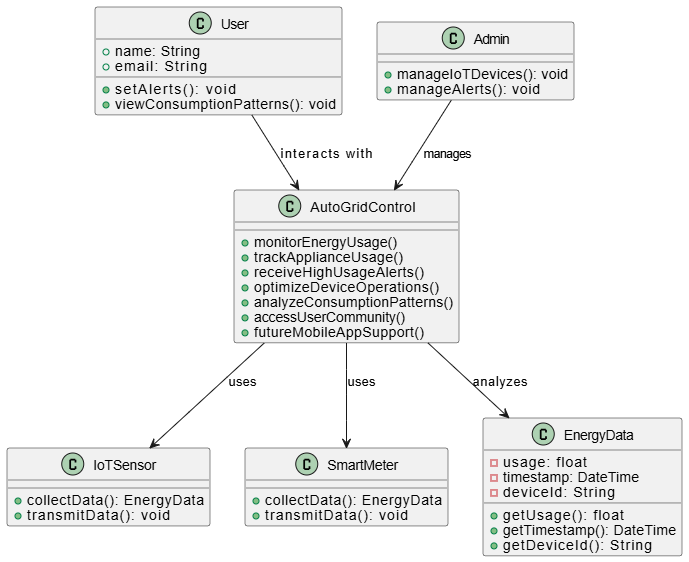 C User
name: String
email: String
setAlerts(): void
viewConsumptionPatterns(): void
C Admin
manageIoTDevices(): void
manageAlerts(): void
interacts with
manages
C AutoGridControl
monitorEnergyUsage()
trackApplianceUsage()
receiveHighUsageAlerts()
optimizeDeviceOperations()
analyzeConsumptionPatterns()
accessUserCommunity()
futureMobileAppSupport()
uses
uses
analyzes
C IoTSensor
collectData(): EnergyData
transmitData(): void
C SmartMeter
collectData(): EnergyData
transmitData(): void
C EnergyData
usage: float
timestamp: DateTime
deviceId: String
getUsage(): float
getTimestamp(): DateTime
getDeviceId(): String